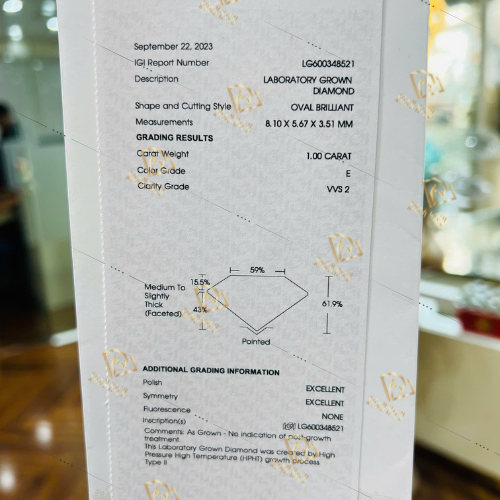 September 22, 2023
IGI Report Number LG600348521
Description LABORATORY GROWN
DIAMOND
Shape and Cutting Style OVAL BRILLIANT
Measurements 8.10 X 5.67 X 3.51 MM
GRADING RESULTS
Carat Weight 1.00 CARAT
Color Grade E
Clarity Grade VVS 2
59%
15.5%
Medium To
Slightly
Thick
(Faceted)
43%
61.9%
Pointed
ADDITIONAL GRADING INFORMATION
Polish EXCELLENT
Symmetry EXCELLENT
Fluorescence NONE
Inscription(s) LG600348521
Comments: As Grown - No indication of post-growth
treatment.
This Laboratory Grown Diamond was created by High
Pressure High Temperature (HPHT) growth process
Type II